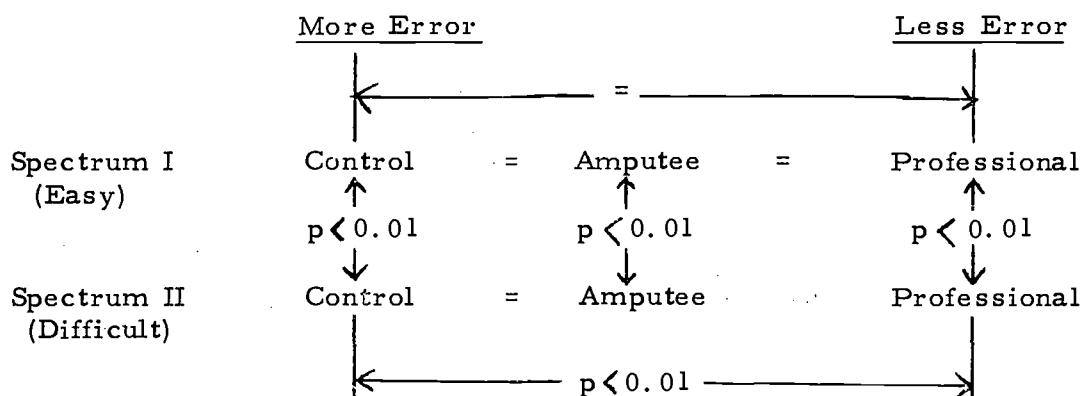 More Error Less Error
=
Spectrum I Control = Amputee = Professional
(Easy)
p < 0.01 p < 0.01 p < 0.01
Spectrum II Control = Amputee Professional
(Difficult)
p < 0.01